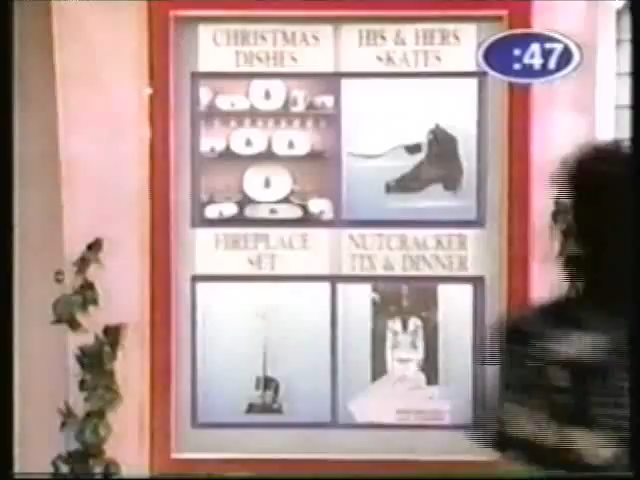 CHRISTMAS
DISHES
HIS & HERS
SKATES
:47
FIREPLACE
SET
NUTCRACKER
TIX & DINNER